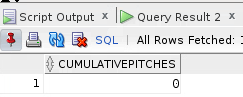 Script Output × Query Result 2 ×
SQL | All Rows Fetched:
CUMULATIVEPITCHES
1 0